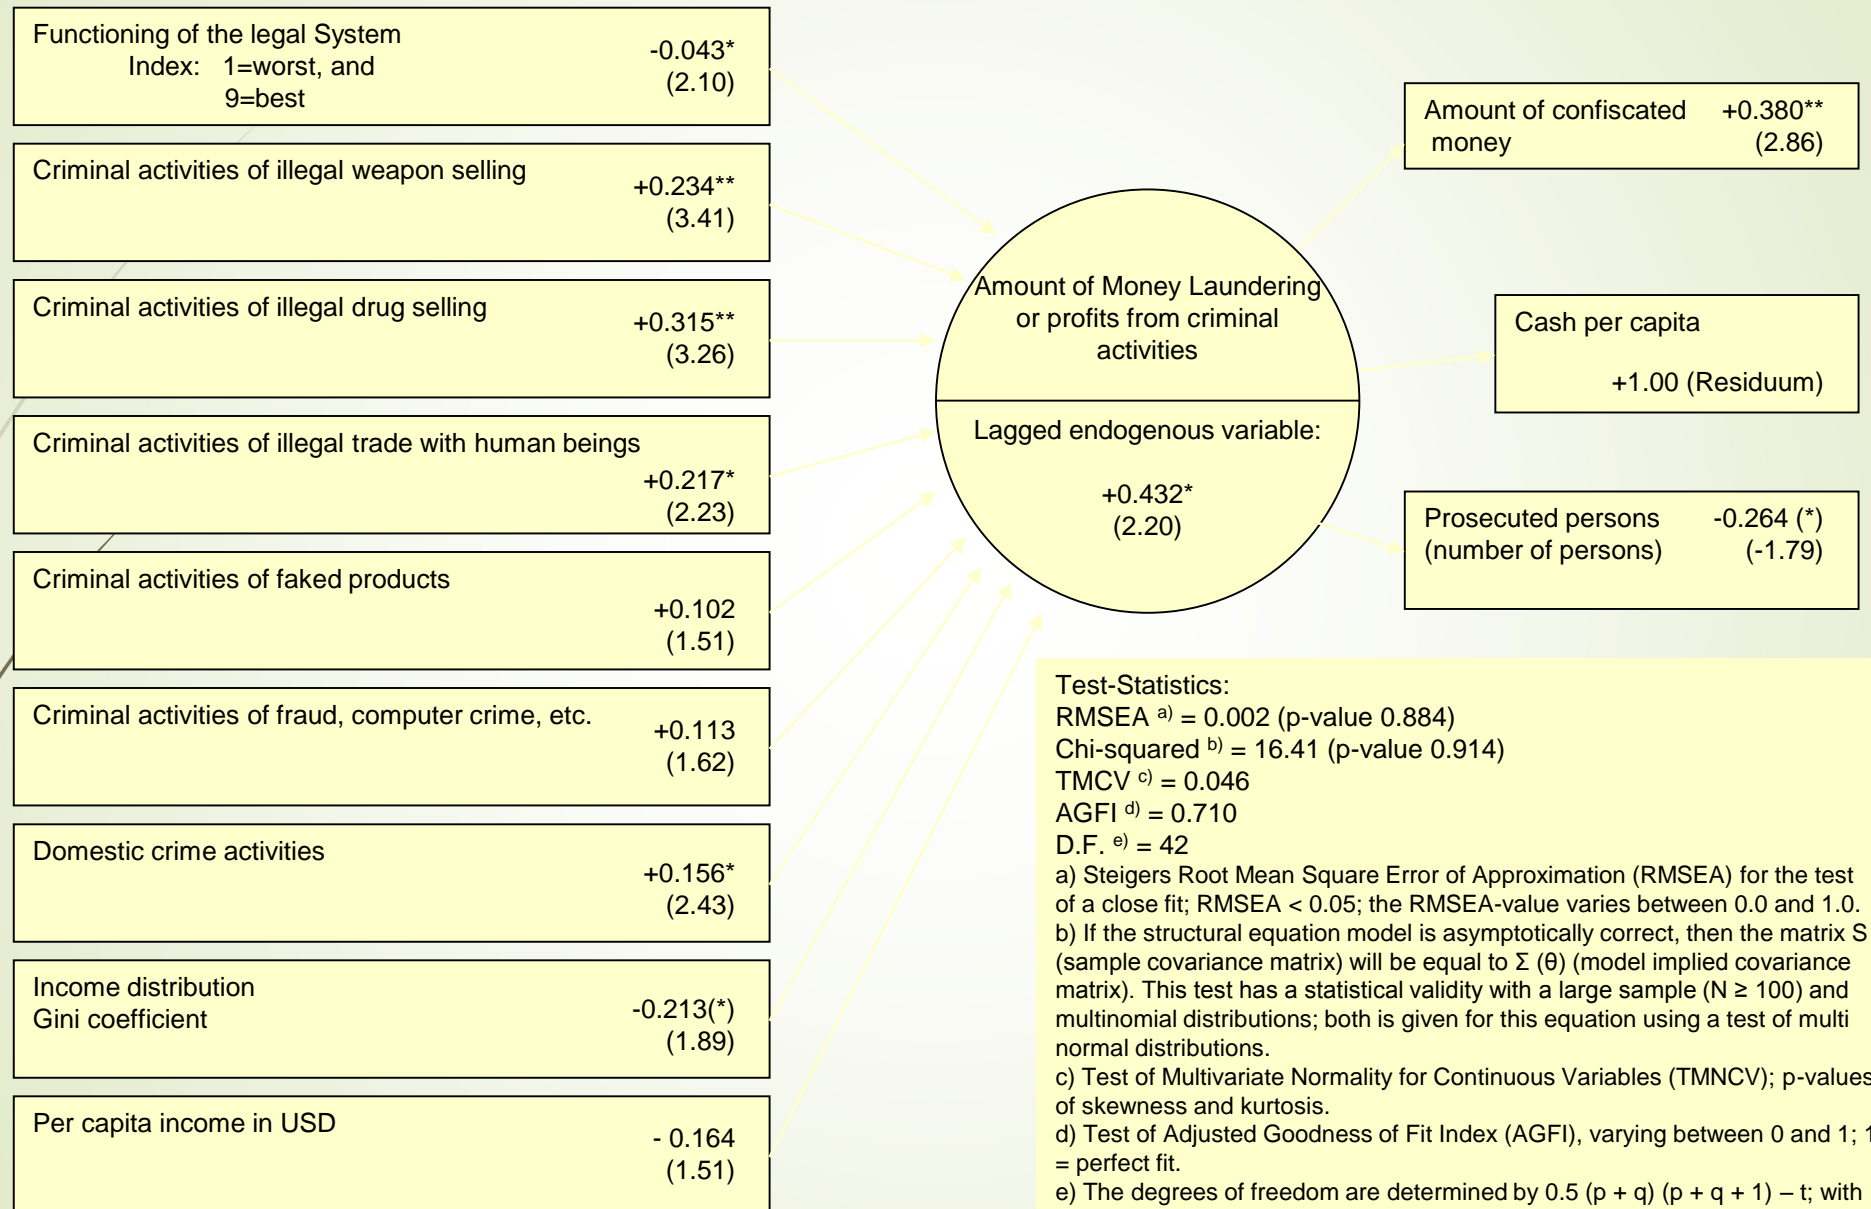 Functioning of the legal System
Index: 1=worst, and
9=best
-0.043*
(2.10)
Criminal activities of illegal weapon selling
+0.234**
(3.41)
Criminal activities of illegal drug selling
+0.315**
(3.26)
Criminal activities of illegal trade with human beings
+0.217*
(2.23)
Criminal activities of faked products
+0.102
(1.51)
Criminal activities of fraud, computer crime, etc.
+0.113
(1.62)
Domestic crime activities
+0.156*
(2.43)
Income distribution
Gini coefficient
-0.213(*)
(1.89)
Per capita income in USD
- 0.164
(1.51)
Amount of Money Laundering
or profits from criminal
activities
Lagged endogenous variable:
+0.432*
(2.20)
Amount of confiscated +0.380**
money (2.86)
Cash per capita
+1.00 (Residuum)
Prosecuted persons -0.264 (*)
(number of persons) (-1.79)
Test-Statistics:
RMSEA a) = 0.002 (p-value 0.884)
Chi-squared b) = 16.41 (p-value 0.914)
TMCV c) = 0.046
AGFI d) = 0.710
D.F. e) = 42
a) Steigers Root Mean Square Error of Approximation (RMSEA) for the test
of a close fit; RMSEA < 0.05; the RMSEA-value varies between 0.0 and 1.0.
b) If the structural equation model is asymptotically correct, then the matrix S
(sample covariance matrix) will be equal to Σ (θ) (model implied covariance
matrix). This test has a statistical validity with a large sample (N ≥ 100) and
multinomial distributions; both is given for this equation using a test of multi
normal distributions.
c) Test of Multivariate Normality for Continuous Variables (TMNCV); p-values
of skewness and kurtosis.
d) Test of Adjusted Goodness of Fit Index (AGFI), varying between 0 and 1; 1
= perfect fit.
e) The degrees of freedom are determined by 0.5 (p + q) (p + q + 1) – t; with